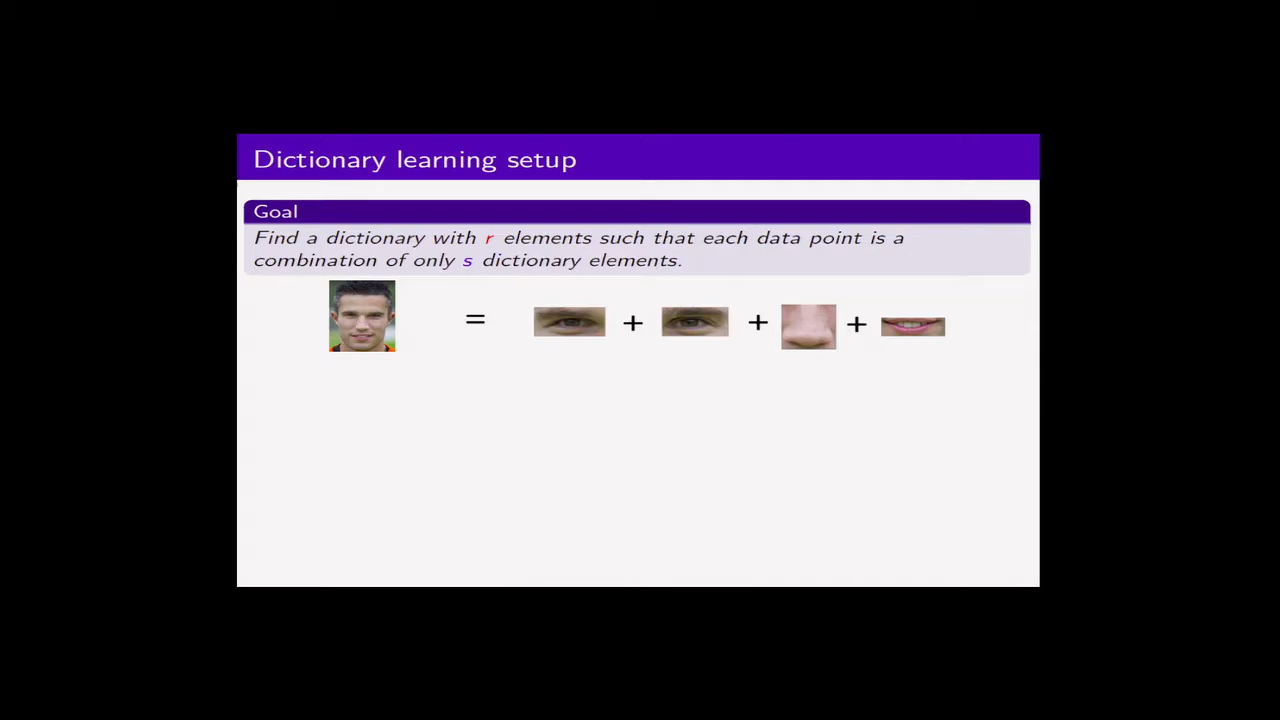 Dictionary learning setup
Goal
Find a dictionary with r elements such that each data point is a
combination of only s dictionary elements.
= + + +